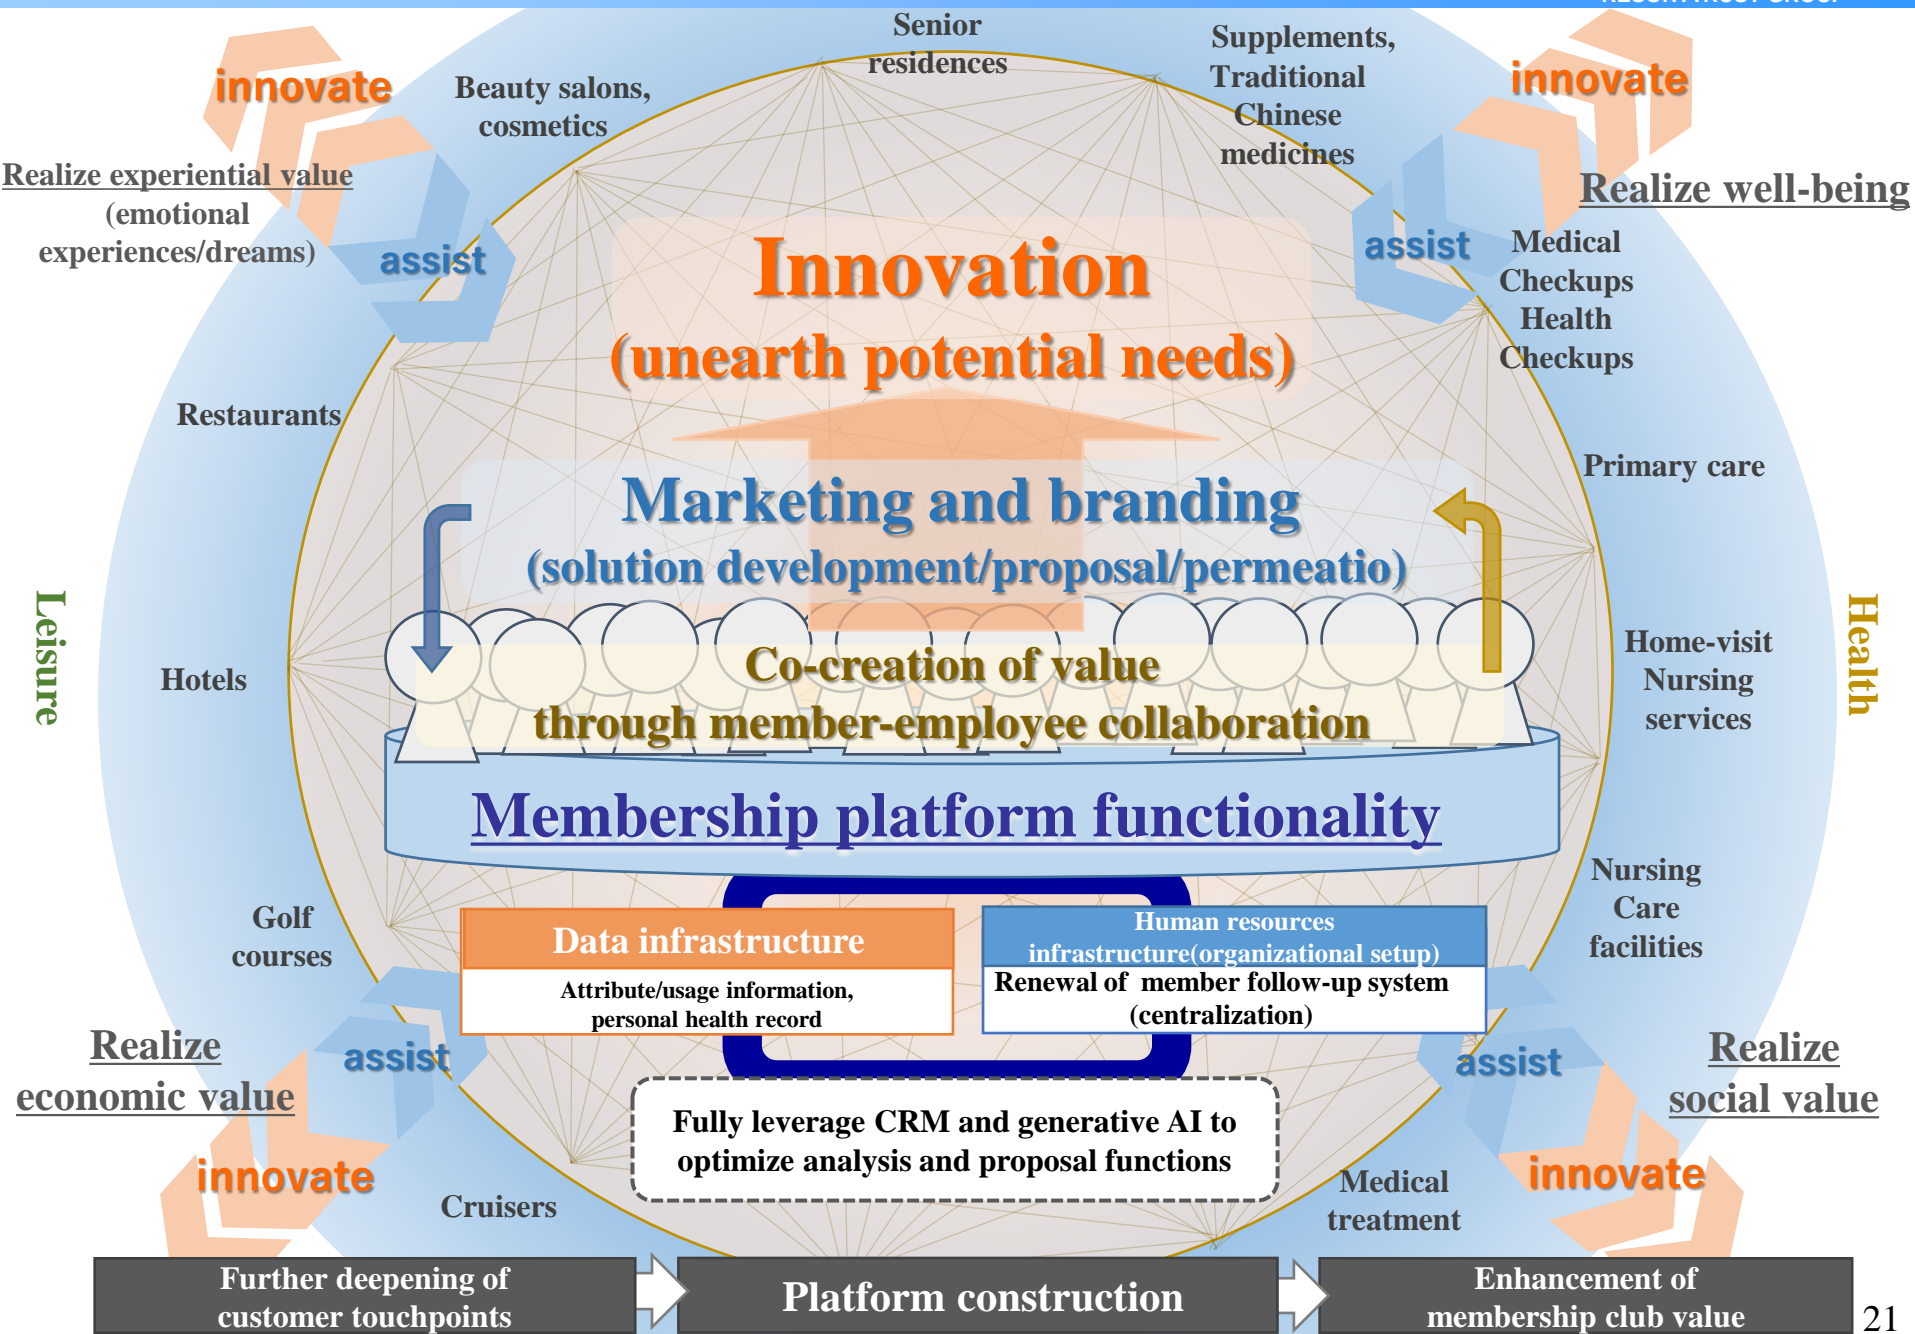 RESORTTRUST GROUP
Senior
residences
Supplements,
Traditional
Chinese
medicines
innovate
Beauty salons,
cosmetics
innovate
Realize experiential value
(emotional
experiences/dreams)
assist
Realize well-being
assist
Medical
Checkups
Health
Checkups
Innovation
(unearth potential needs)
Restaurants
Primary care
Marketing and branding
(solution development/proposal/permeatio)
Leisure
Health
Hotels
Home-visit
Nursing
services
Co-creation of value
through member-employee collaboration
Membership platform functionality
Golf
courses
Nursing
Care
facilities
Data infrastructure
Attribute/usage information,
personal health record
Human resources
infrastructure(organizational setup)
Renewal of member follow-up system
(centralization)
Realize
economic value
assist
assist
Realize
social value
Fully leverage CRM and generative AI to
optimize analysis and proposal functions
innovate
Cruisers
Medical
treatment
innovate
Further deepening of
customer touchpoints
Platform construction
Enhancement of
membership club value
21